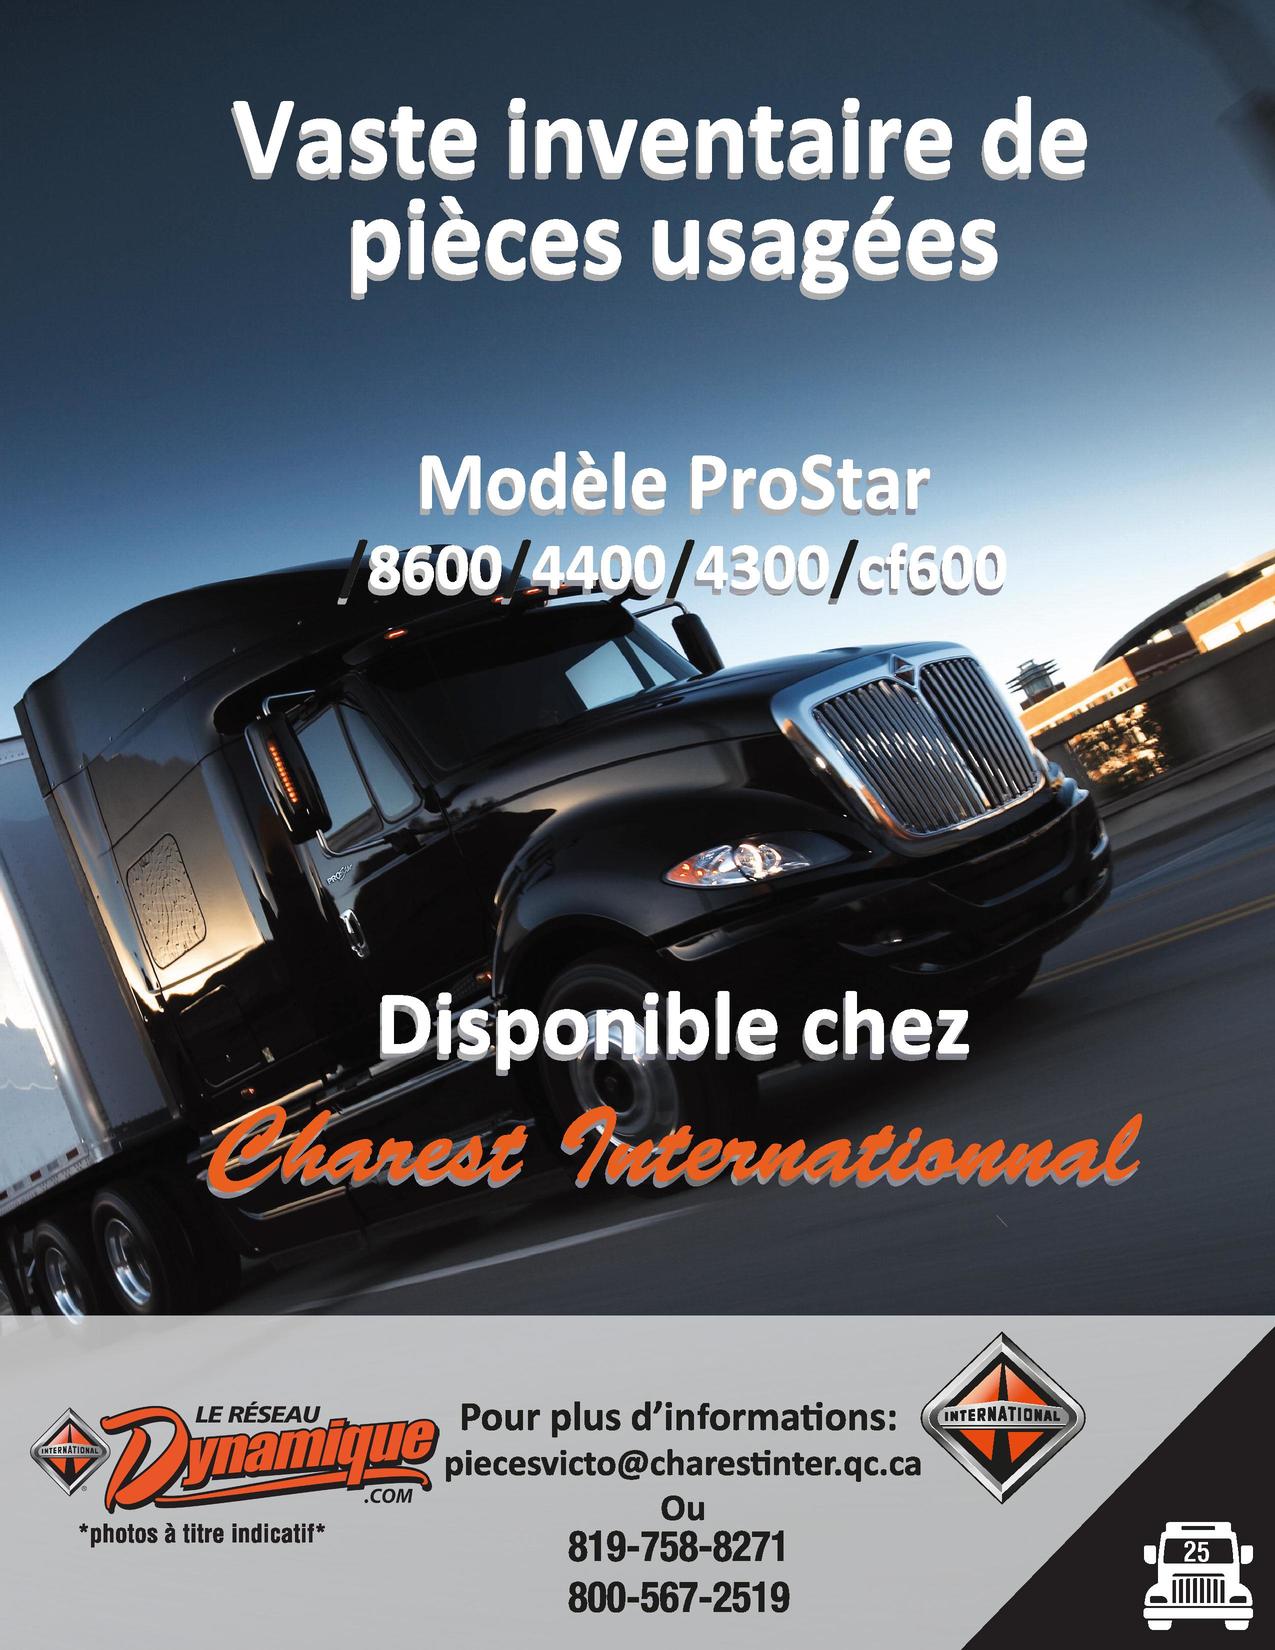 Vaste inventaire de
pièces usagées
Modèle ProStar
/8600/4400/4300/cf600
PROSTAR
Disponible chez
Charest Internationnal
LE RÉSEAU
INTERNATIONAL
Dynamique
.COM
*photos à titre indicatif*
Pour plus d’informations:
piecesvicto@charestinter.qc.ca
Ou
819-758-8271
800-567-2519
INTERNATIONAL
25